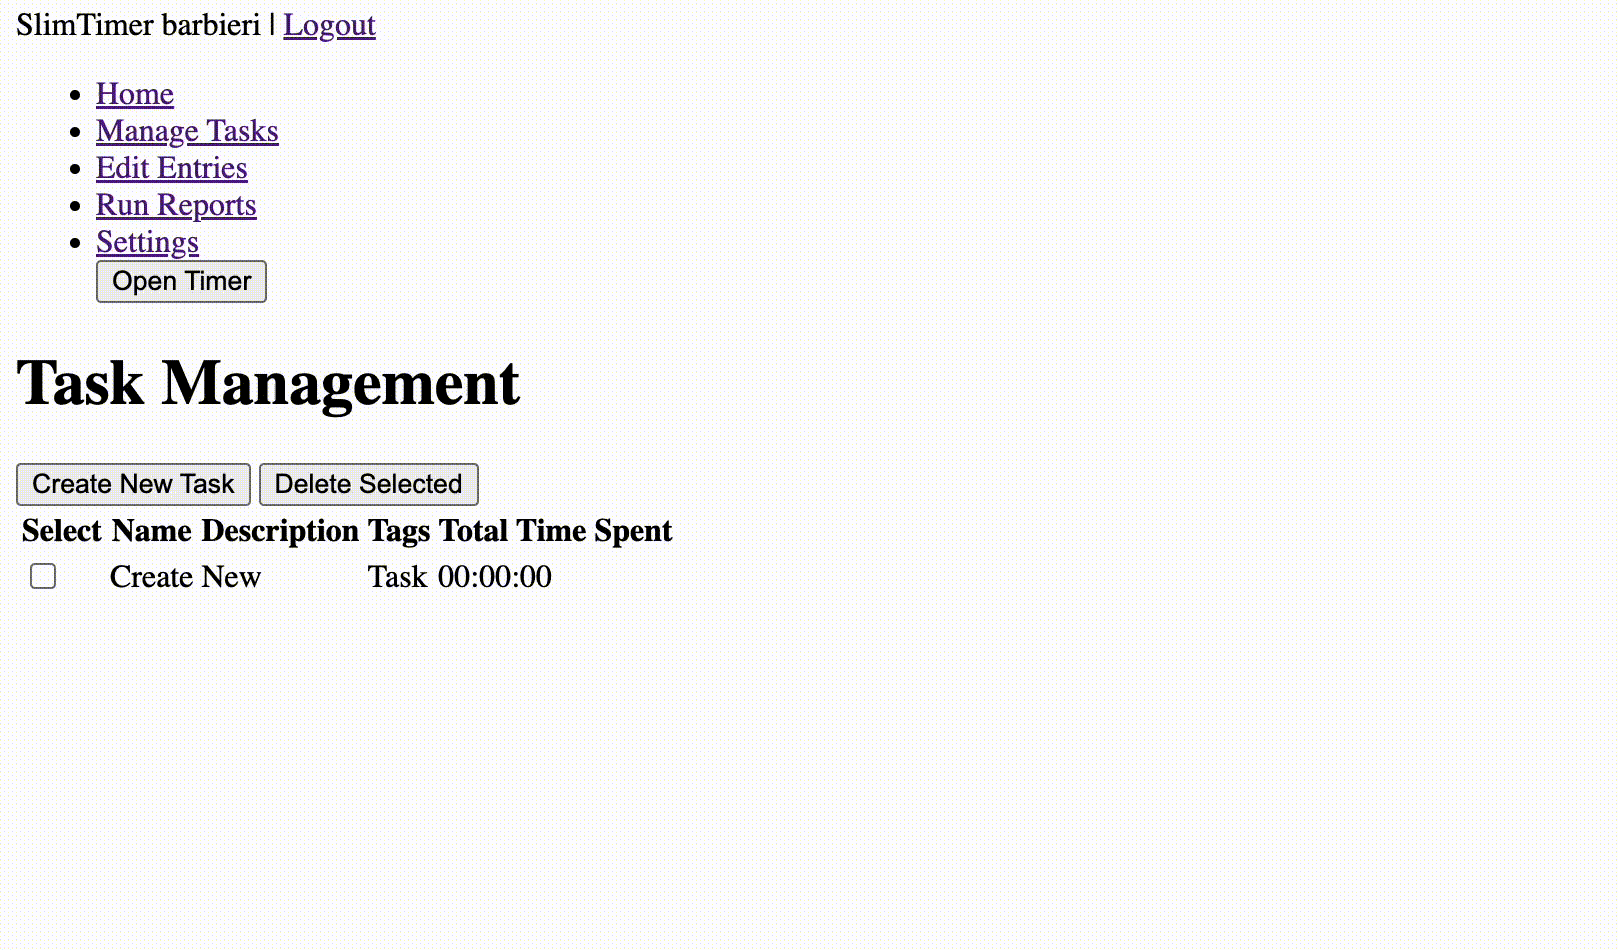 SlimTimer barbieri | Logout
Home
Manage Tasks
Edit Entries
Run Reports
Settings
Open Timer
Task Management
Create New Task Delete Selected
Select Name Description Tags Total Time Spent
Create New Task 00:00:00